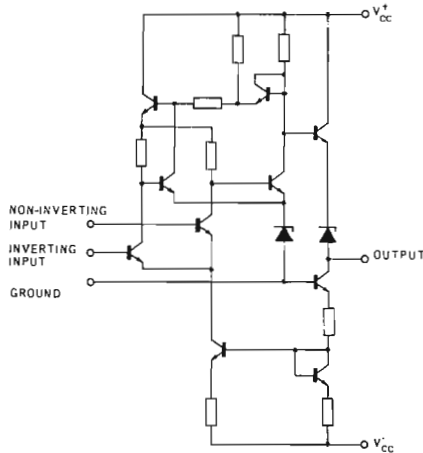 V⁺CC
NON-INVERTING
INPUT
INVERTING
INPUT
OUTPUT
GROUND
V⁻CC